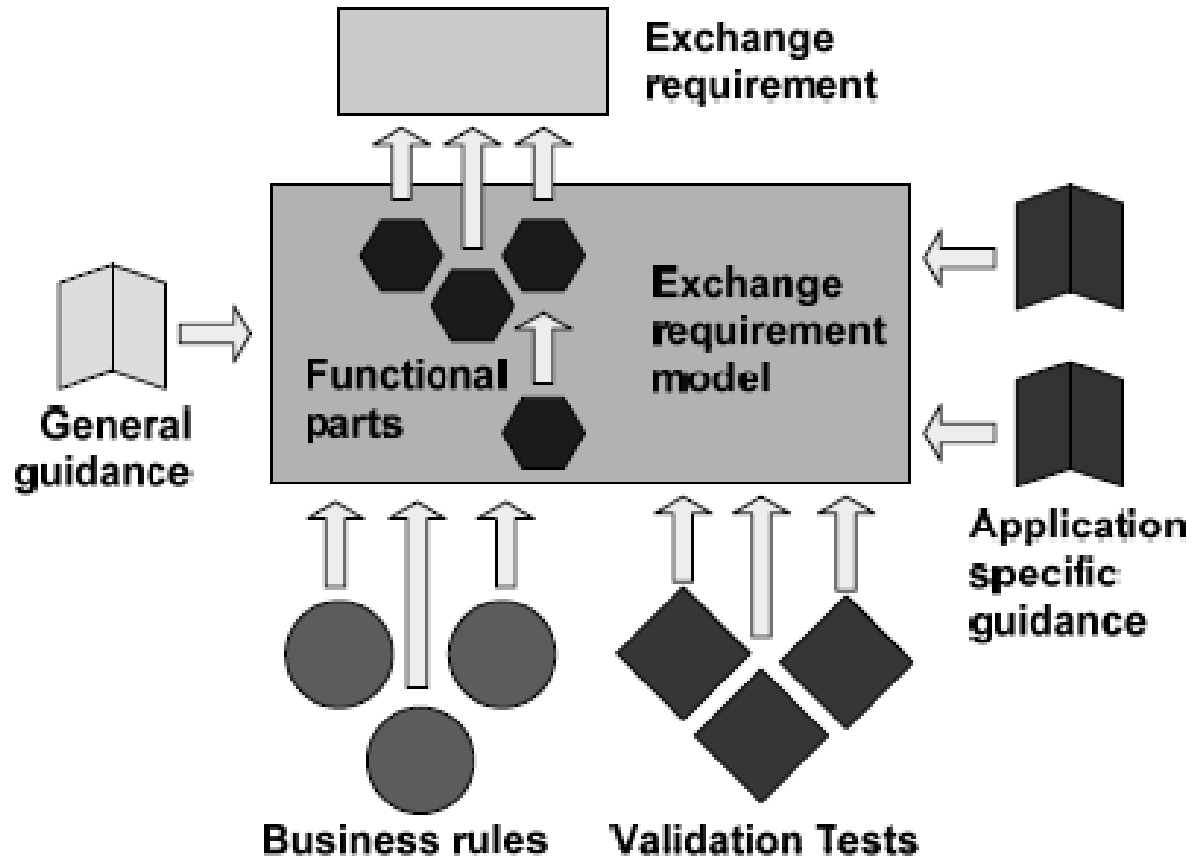 Exchange
requirement
Exchange
requirement
model
Functional
parts
General
guidance
Application
specific
guidance
Business rules
Validation Tests